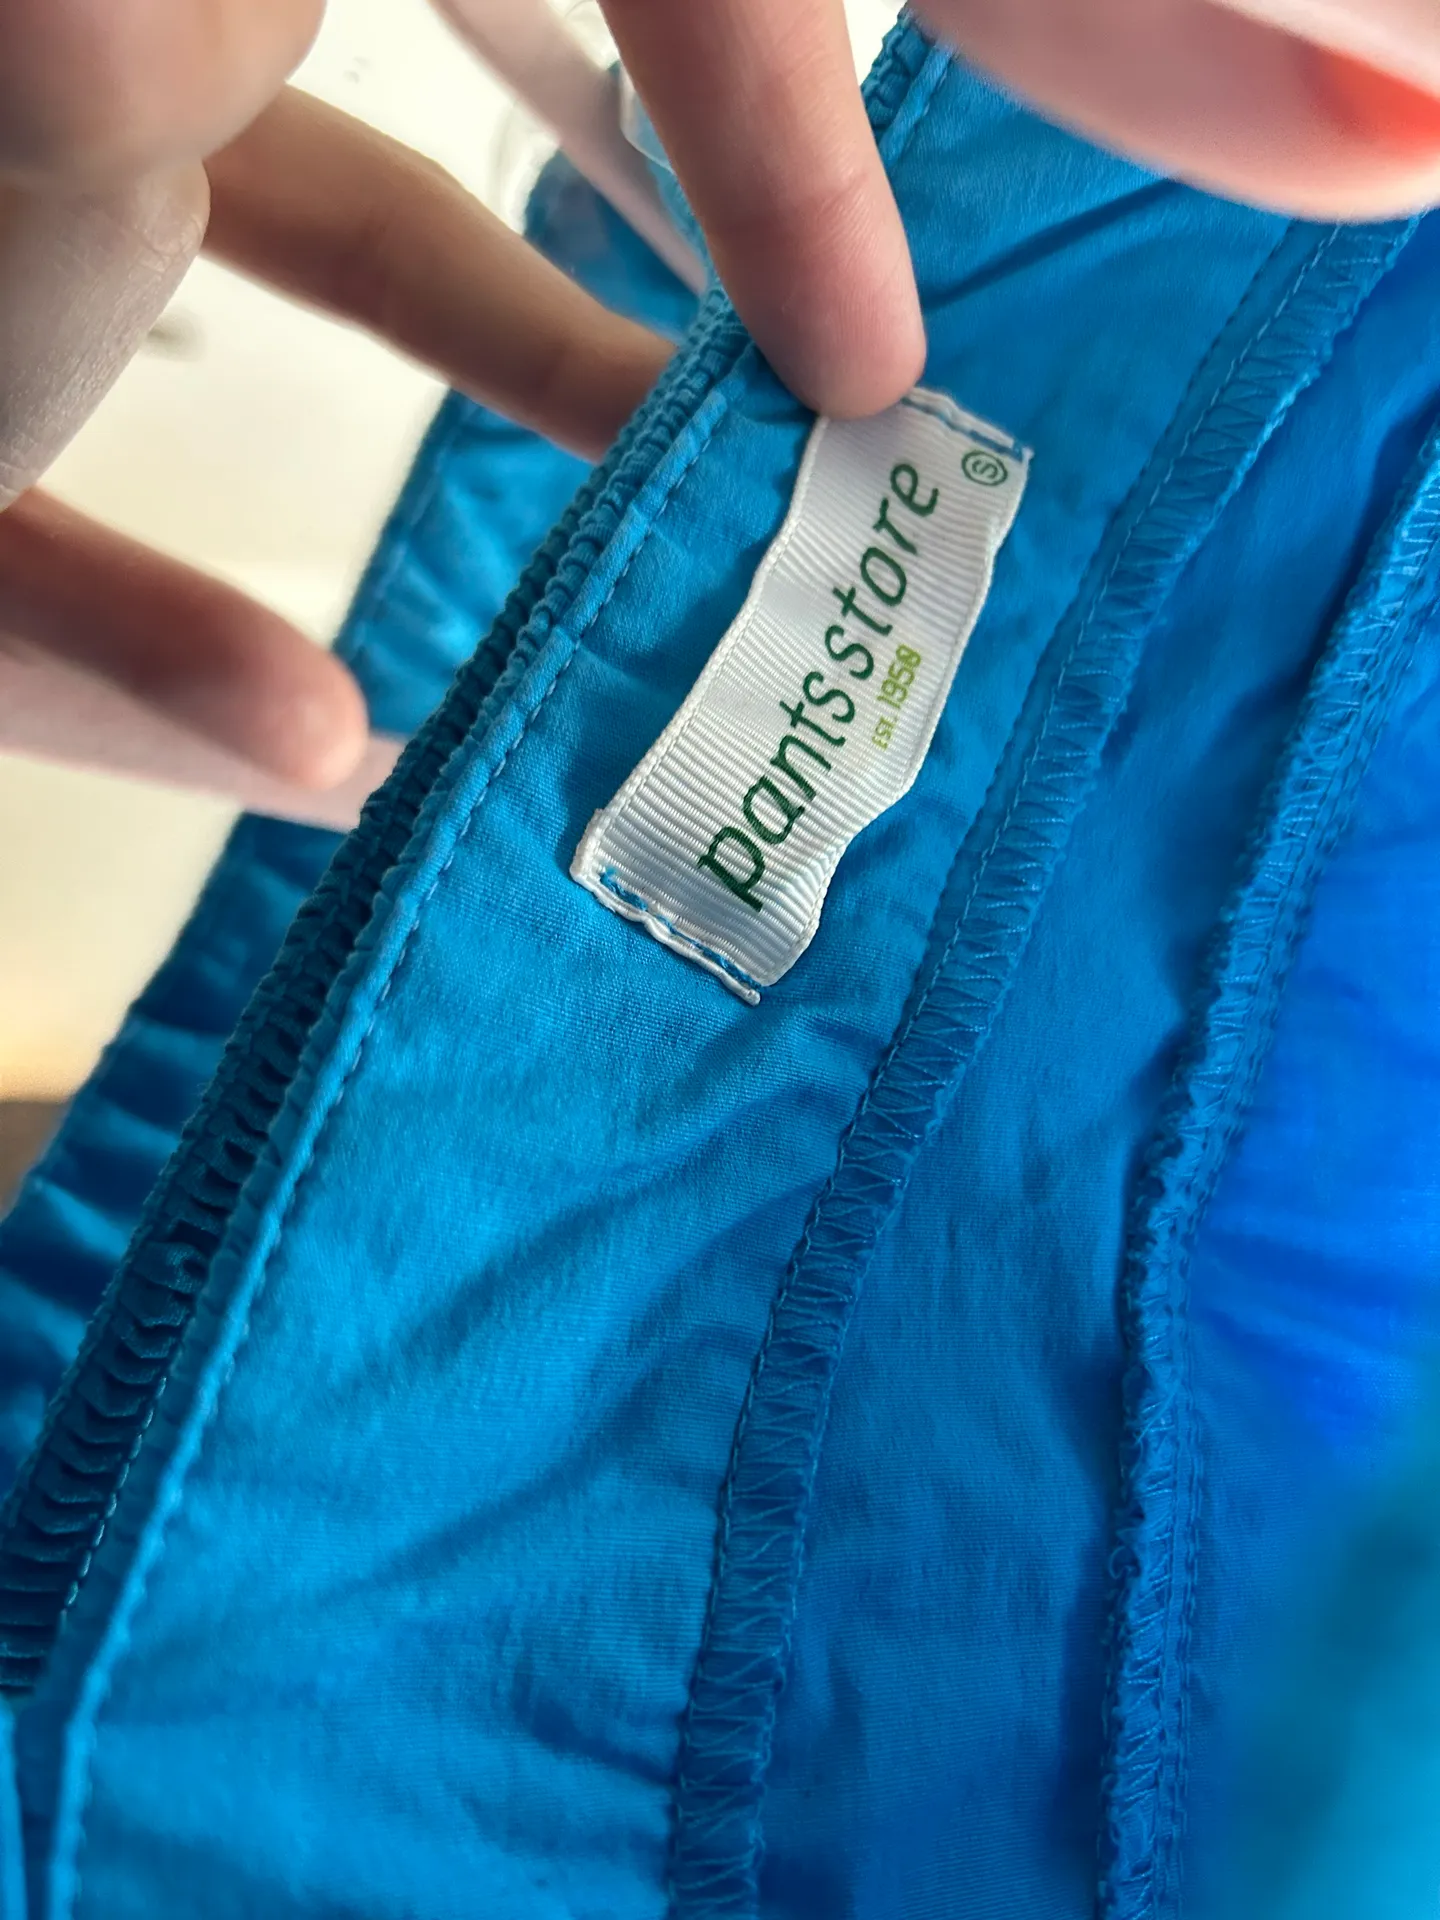 pantsstore
EST. 1958
Ⓢ